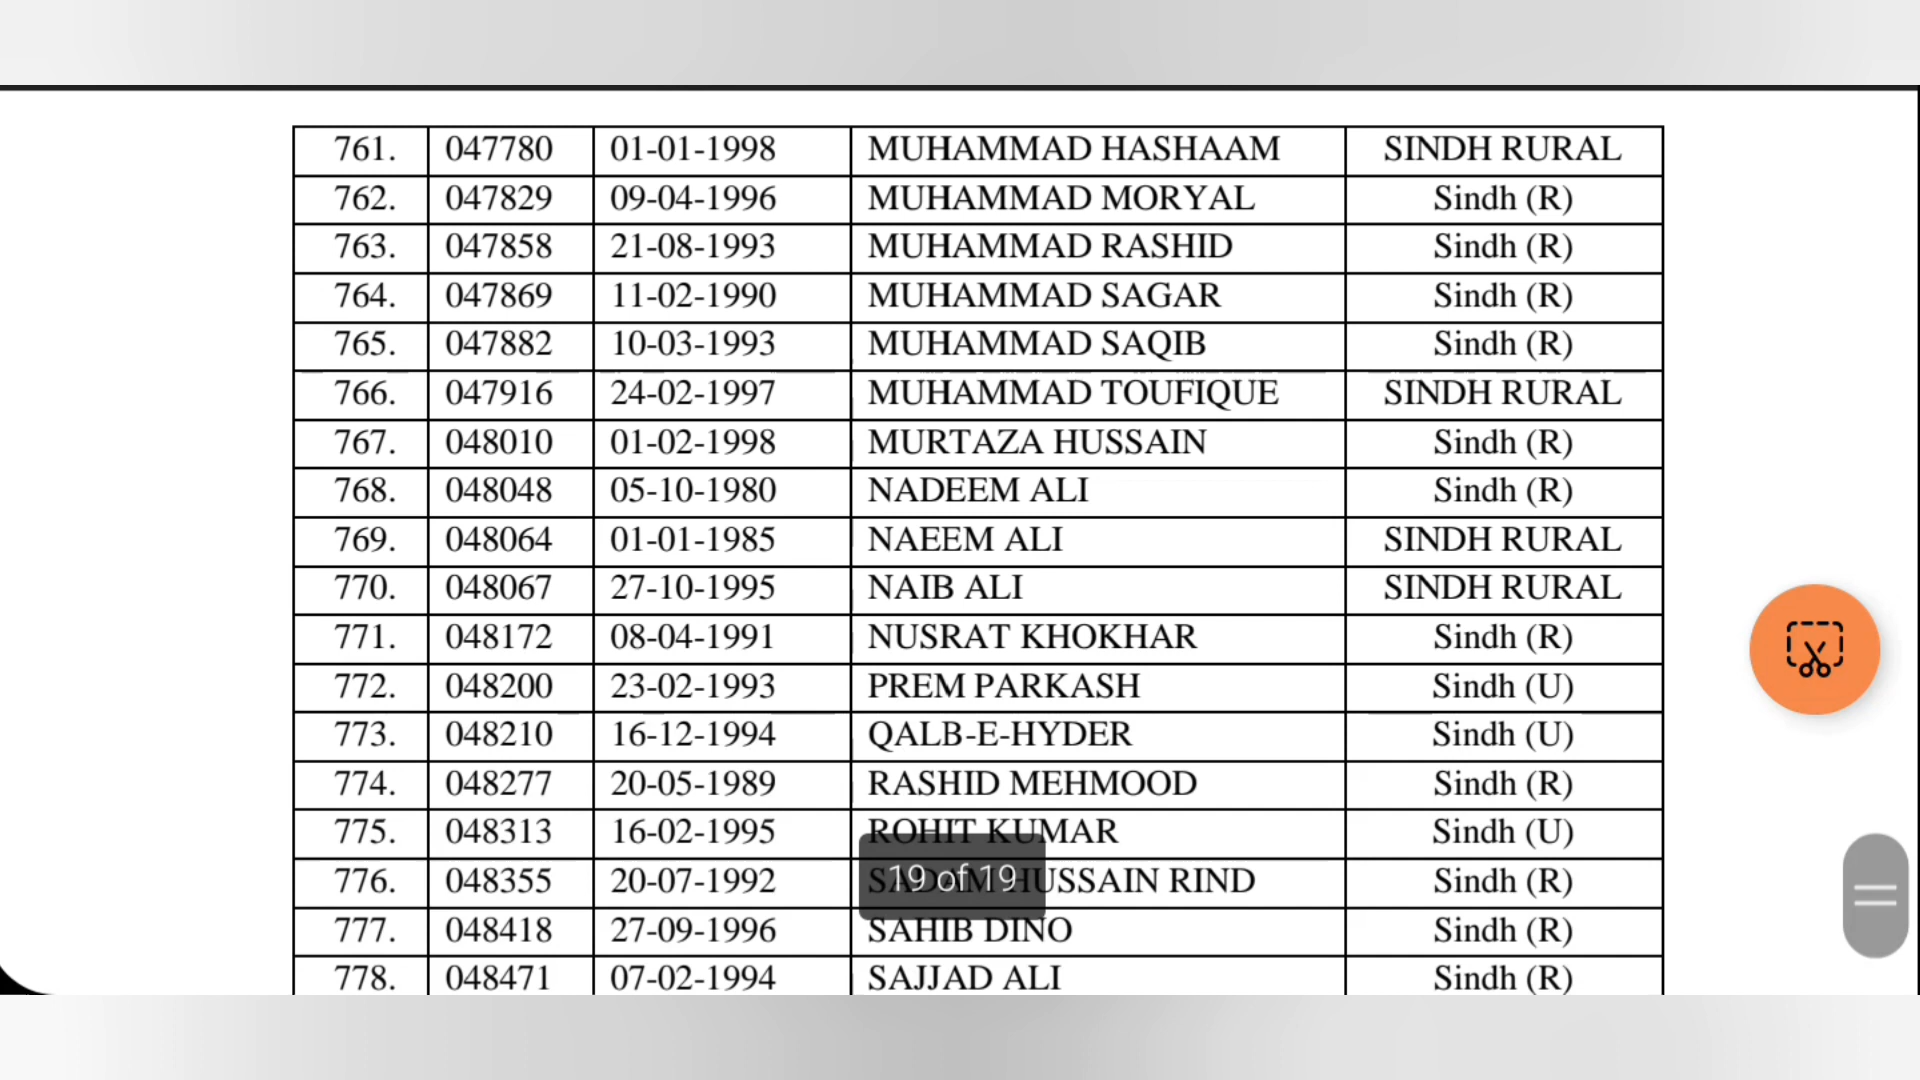 761. 047780 01-01-1998 MUHAMMAD HASHAAM SINDH RURAL
762. 047829 09-04-1996 MUHAMMAD MORYAL Sindh (R)
763. 047858 21-08-1993 MUHAMMAD RASHID Sindh (R)
764. 047869 11-02-1990 MUHAMMAD SAGAR Sindh (R)
765. 047882 10-03-1993 MUHAMMAD SAQIB Sindh (R)
766. 047916 24-02-1997 MUHAMMAD TOUFIQUE SINDH RURAL
767. 048010 01-02-1998 MURTAZA HUSSAIN Sindh (R)
768. 048048 05-10-1980 NADEEM ALI Sindh (R)
769. 048064 01-01-1985 NAEEM ALI SINDH RURAL
770. 048067 27-10-1995 NAIB ALI SINDH RURAL
771. 048172 08-04-1991 NUSRAT KHOKHAR Sindh (R)
772. 048200 23-02-1993 PREM PARKASH Sindh (U)
773. 048210 16-12-1994 QALB-E-HYDER Sindh (U)
774. 048277 20-05-1989 RASHID MEHMOOD Sindh (R)
775. 048313 16-02-1995 ROHIT KUMAR Sindh (U)
776. 048355 20-07-1992 SADAM HUSSAIN RIND Sindh (R)
19 of 19
777. 048418 27-09-1996 SAHIB DINO Sindh (R)
778. 048471 07-02-1994 SAJJAD ALI Sindh (R)